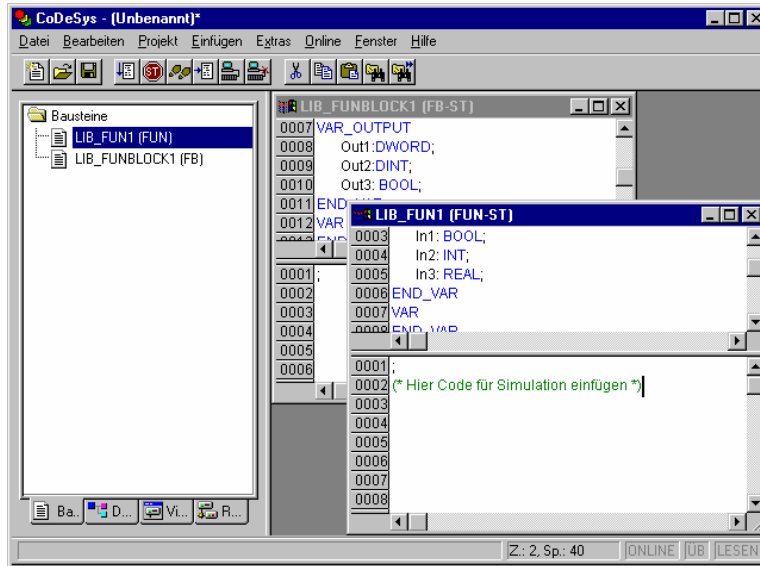 CoDeSys - (Unbenannt)*
Datei Bearbeiten Projekt Einfügen Extras Online Fenster Hilfe
Bausteine
LIB_FUN1 (FUN)
LIB_FUNBLOCK1 (FB)
Ba.. D... Vi... R...
LIB_FUNBLOCK1 (FB-ST)
0007 VAR_OUTPUT
0008 Out1:DWORD;
0009 Out2:DINT;
0010 Out3: BOOL;
0011 END_VAR
0012 VAR
0013 END
0001 ;
0002
0003
0004
0005
0006
LIB_FUN1 (FUN-ST)
0003 In1: BOOL;
0004 In2: INT;
0005 In3: REAL;
0006 END_VAR
0007 VAR
0008 END_VAR
0001 ;
0002 (* Hier Code für Simulation einfügen *)
0003
0004
0005
0006
0007
0008
Z.: 2, Sp.: 40 ONLINE ÜB LESEN